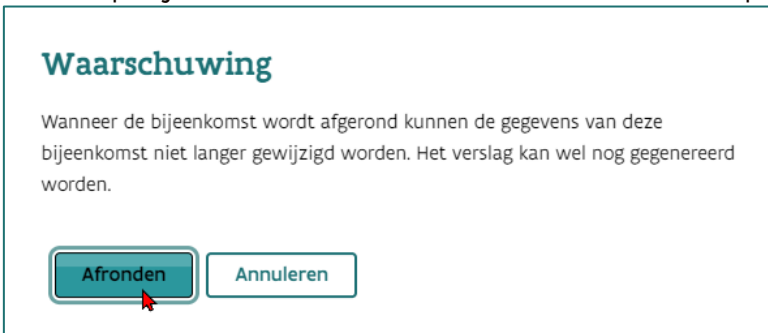 Waarschuwing
Wanneer de bijeenkomst wordt afgerond kunnen de gegevens van deze
bijeenkomst niet langer gewijzigd worden. Het verslag kan wel nog gegenereerd
worden.
Afronden
Annuleren